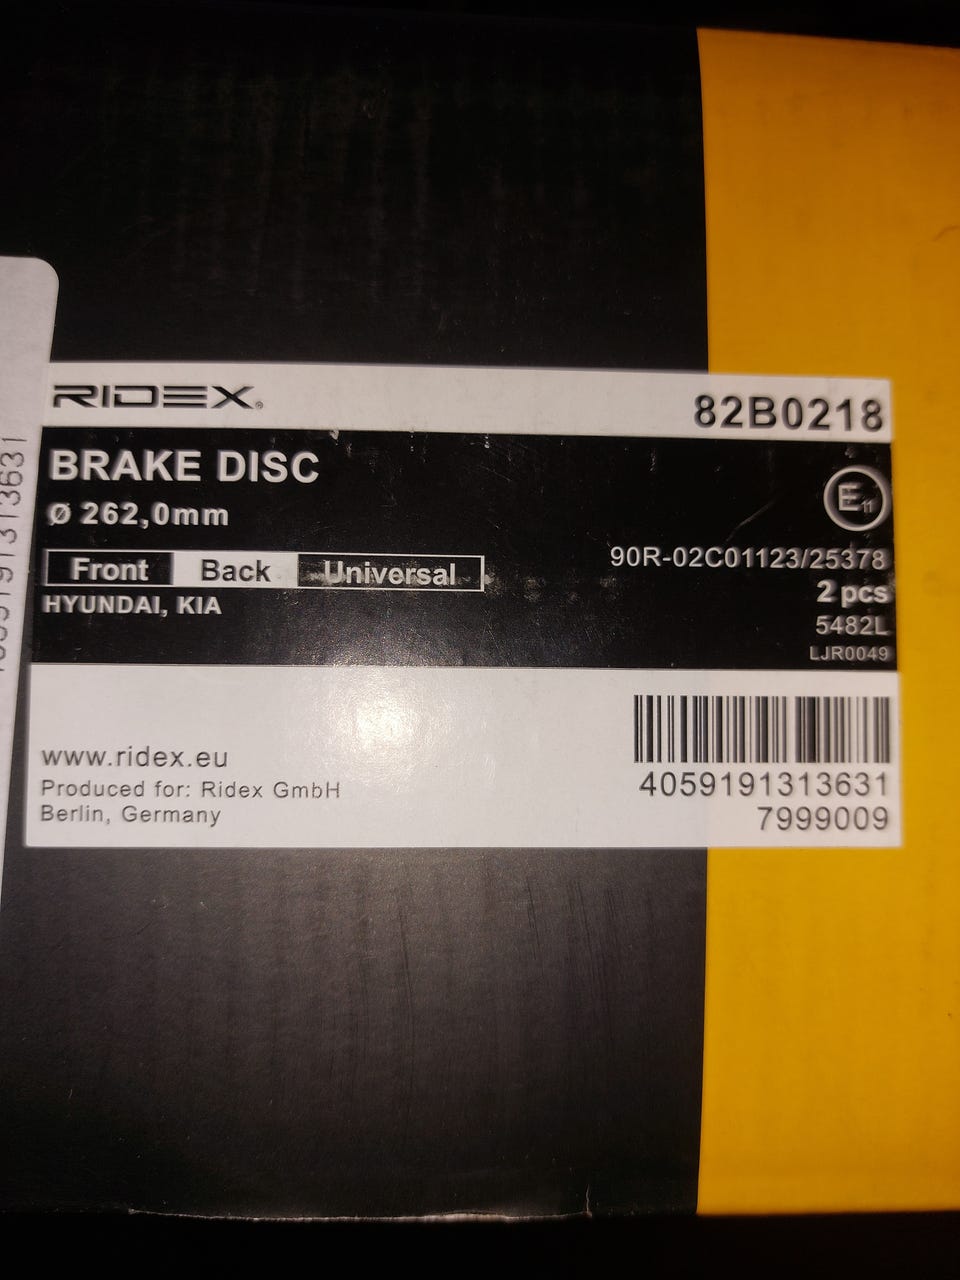 RIDEX®
82B0218
BRAKE DISC
Ø 262,0mm
E11
Front Back Universal
90R-02C01123/25378
HYUNDAI, KIA
2 pcs
5482L
LJR0049
www.ridex.eu
Produced for: Ridex GmbH
Berlin, Germany
4059191313631
7999009